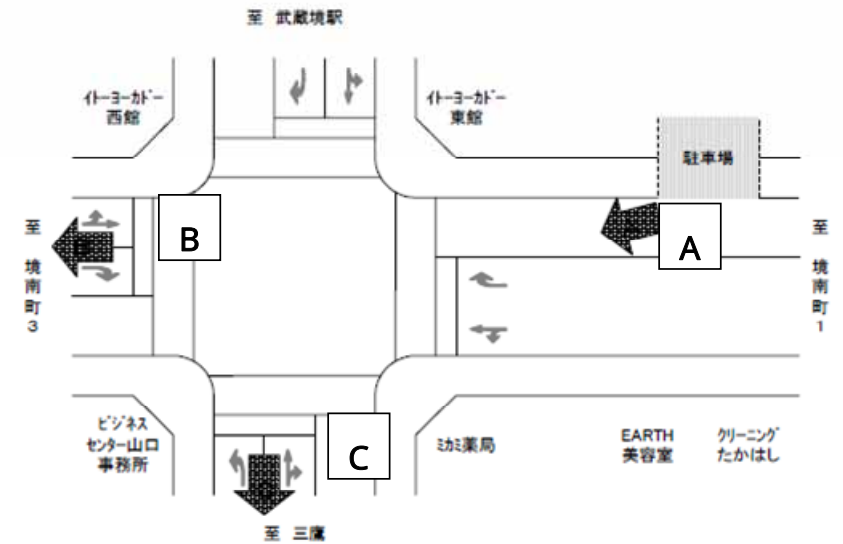 至 武蔵境駅
ｲﾄｰﾖｰｶﾄﾞｰ
西館
ｲﾄｰﾖｰｶﾄﾞｰ
東館
駐車場
至 境南町3
B
A
至 境南町1
ﾋﾞｼﾞﾈｽ
ｾﾝﾀｰ山口
事務所
C
ﾐｶﾐ薬局
EARTH
美容室
ｸﾘｰﾆﾝｸﾞ
たかはし
至 三鷹